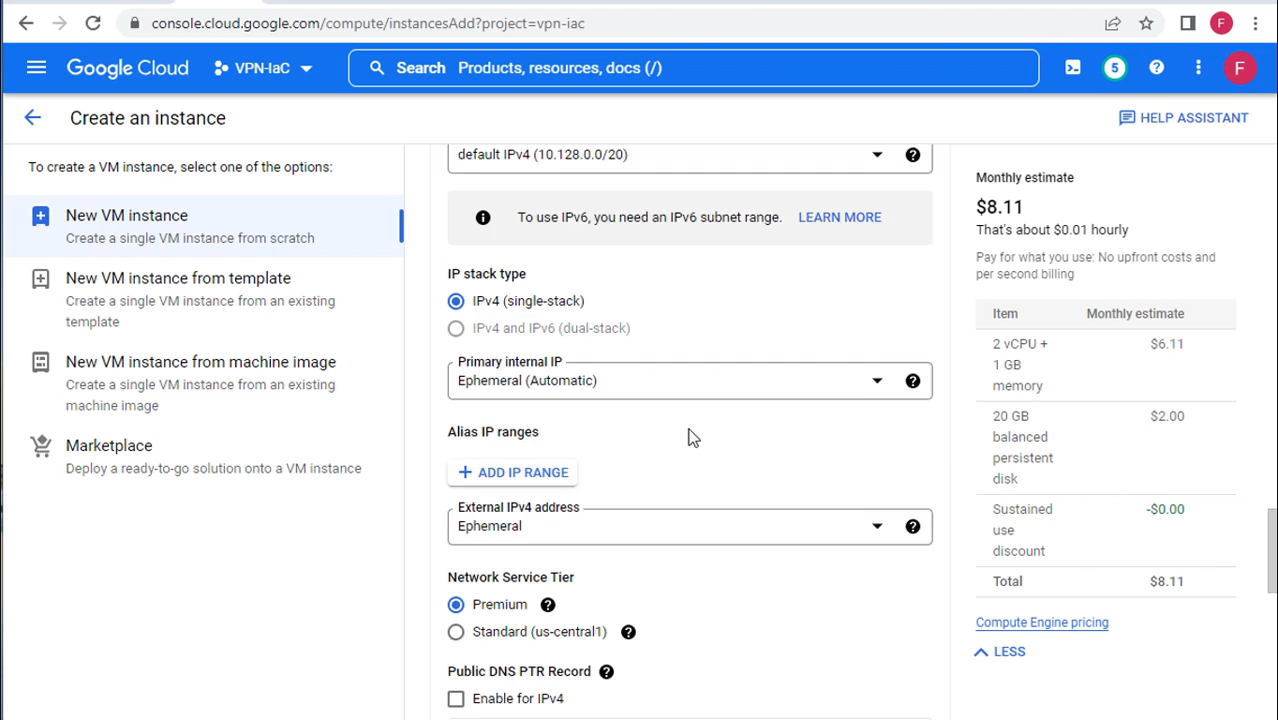 console.cloud.google.com/compute/instancesAdd?project=vpn-iac
F
Google Cloud
VPN-IaC
Search Products, resources, docs (/)
5
?
F
Create an instance
HELP ASSISTANT
To create a VM instance, select one of the options:
New VM instance
Create a single VM instance from scratch
New VM instance from template
Create a single VM instance from an existing
template
New VM instance from machine image
Create a single VM instance from an existing
machine image
Marketplace
Deploy a ready-to-go solution onto a VM instance
default IPv4 (10.128.0.0/20)
?
To use IPv6, you need an IPv6 subnet range. LEARN MORE
IP stack type
IPv4 (single-stack)
IPv4 and IPv6 (dual-stack)
Primary internal IP
Ephemeral (Automatic)
?
Alias IP ranges
+ ADD IP RANGE
External IPv4 address
Ephemeral
?
Network Service Tier
Premium ?
Standard (us-central1) ?
Public DNS PTR Record ?
Enable for IPv4
Monthly estimate
$8.11
That's about $0.01 hourly
Pay for what you use: No upfront costs and
per second billing
Item Monthly estimate
2 vCPU + $6.11
1 GB
memory
20 GB $2.00
balanced
persistent
disk
Sustained -$0.00
use
discount
Total $8.11
Compute Engine pricing
LESS